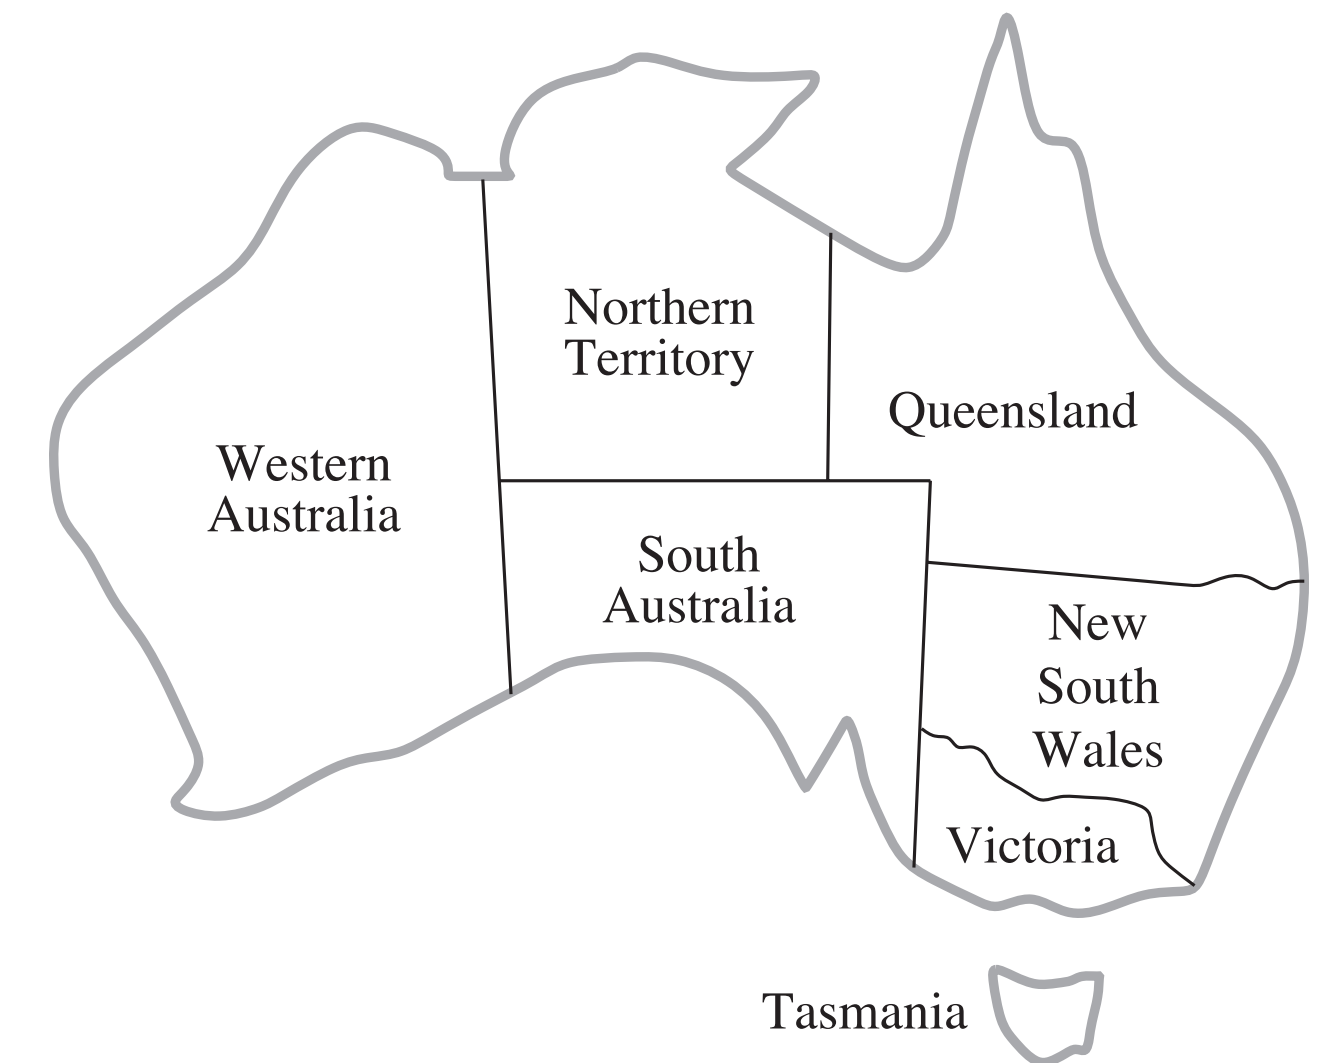 Northern
Territory
Queensland
Western
Australia
South
Australia
New
South
Wales
Victoria
Tasmania